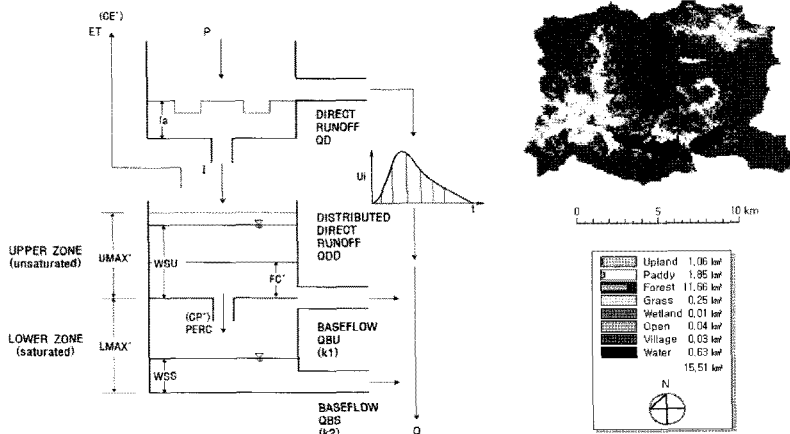 (CE*)
ET
P
Ia
DIRECT
RUNOFF
QD
I
Ui
t
UPPER ZONE
(unsaturated)
UMAX*
WSU
FC*
DISTRIBUTED
DIRECT
RUNOFF
QDD
(CP*)
PERC
LOWER ZONE
(saturated)
LMAX*
WSS
BASEFLOW
QBU
(k1)
BASEFLOW
QBS
(k2)
Q
0 5 10 km
Upland 1,06 km²
Paddy 1,85 km²
Forest 11,66 km²
Grass 0,25 km²
Wetland 0,01 km²
Open 0,04 km²
Village 0,03 km²
Water 0,63 km²
15,51 km²
N